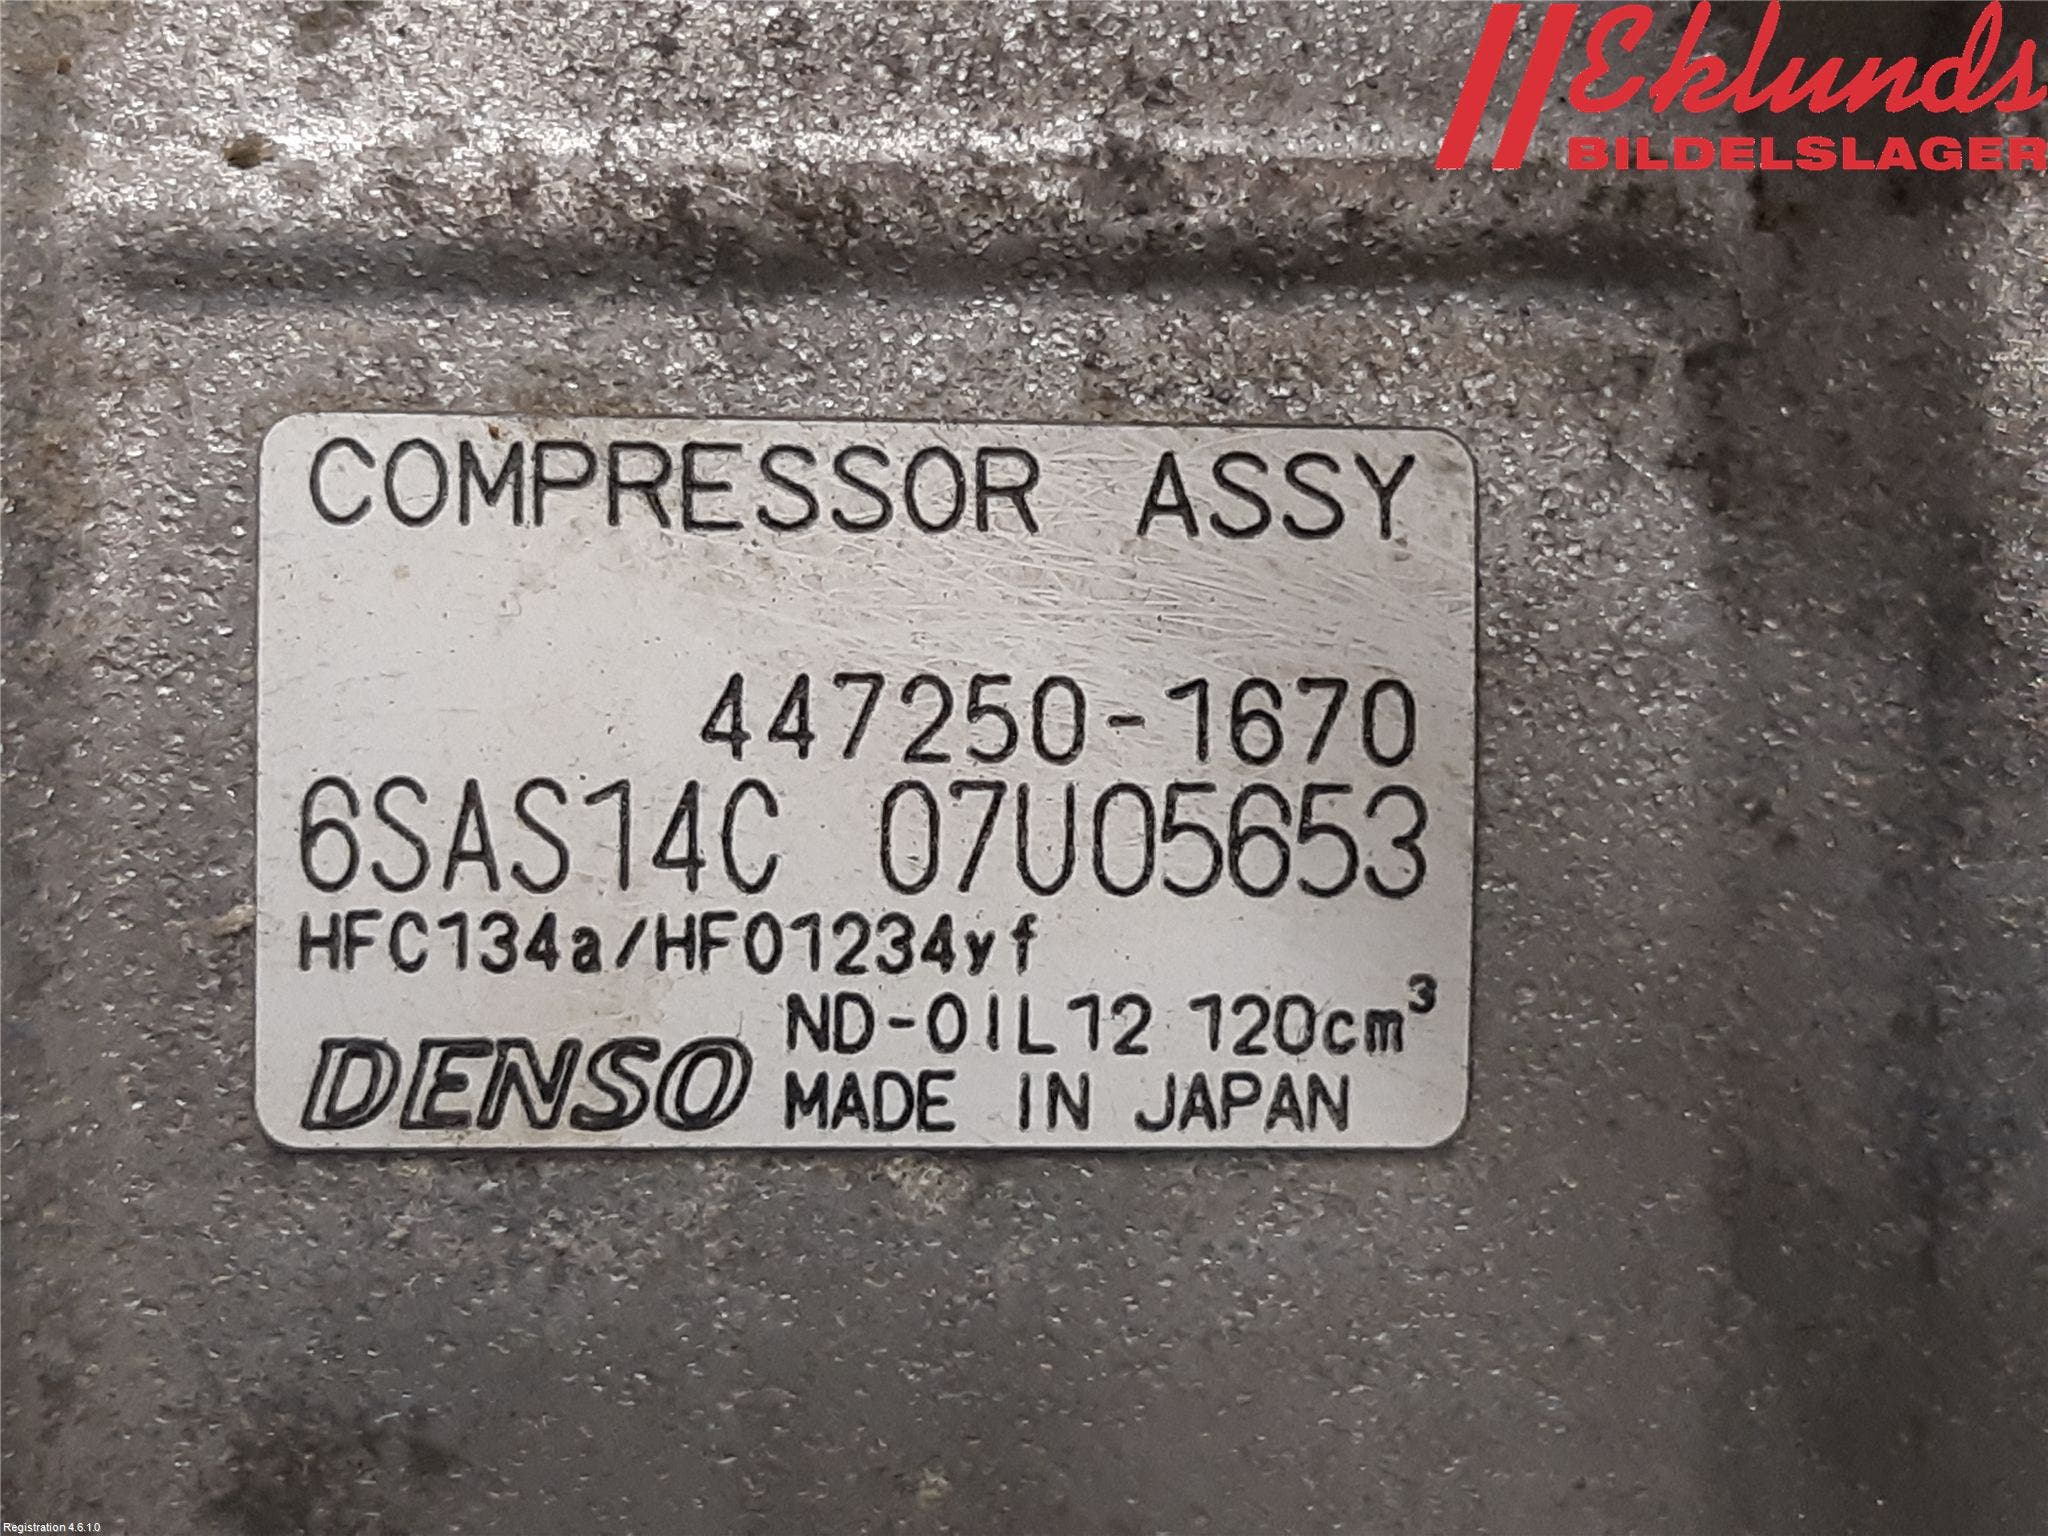 Eklunds
BILDELSLAGER
COMPRESSOR ASSY
447250-1670
6SAS14C 07U05653
HFC134a/HFO1234yf
ND-OIL12 120cm³
DENSO
MADE IN JAPAN
Registration 4.6.1.0